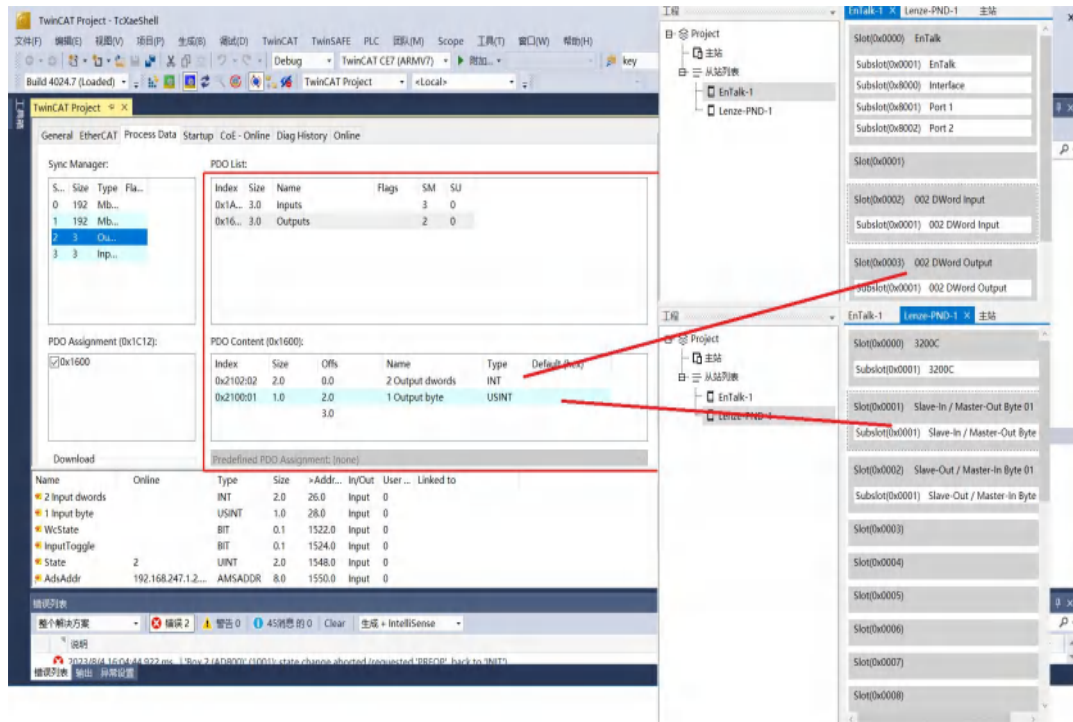 TwinCAT Project - TcXaeShell
文件(F) 编辑(E) 视图(V) 项目(P) 生成(B) 调试(D) TwinCAT TwinSAFE PLC 团队(M) Scope 工具(T) 窗口(W) 帮助(H)
Debug TwinCAT CE7 (ARMV7) 附加... key
Build 4024.7 (Loaded) TwinCAT Project <Local>
TwinCAT Project
General EtherCAT Process Data Startup CoE - Online Diag History Online
Sync Manager:
S... Size Type Fla...
0 192 Mb...
1 192 Mb...
2 3 Ou...
3 3 Inp...
PDO List:
Index Size Name Flags SM SU
0x1A... 3.0 Inputs 3 0
0x16... 3.0 Outputs 2 0
PDO Assignment (0x1C12):
0x1600
PDO Content (0x1600):
Index Size Offs Name Type Default (hex)
0x2102:02 2.0 0.0 2 Output dwords INT
0x2100:01 1.0 2.0 1 Output byte USINT
3.0
Download
Predefined PDO Assignment: (none)
Name Online Type Size >Addr... In/Out User ... Linked to
2 Input dwords INT 2.0 26.0 Input 0
1 Input byte USINT 1.0 28.0 Input 0
WcState BIT 0.1 1522.0 Input 0
InputToggle BIT 0.1 1524.0 Input 0
State 2 UINT 2.0 1548.0 Input 0
AdsAddr 192.168.247.1.2... AMSADDR 8.0 1550.0 Input 0
错误列表
整个解决方案 错误 2 警告 0 45消息 的 0 Clear 生成 + IntelliSense
说明
2023/8/4 16:04:44 922 ms | 'Box 2 (AD800)' (1001): state change aborted (requested 'PREOP', back to 'INIT')
错误列表 输出 异常设置
工程
Project
主站
从站列表
EnTalk-1
Lenze-PND-1
EnTalk-1 Lenze-PND-1 主站
Slot(0x0000) EnTalk
Subslot(0x0001) EnTalk
Subslot(0x8000) Interface
Subslot(0x8001) Port 1
Subslot(0x8002) Port 2
Slot(0x0001)
Slot(0x0002) 002 DWord Input
Subslot(0x0001) 002 DWord Input
Slot(0x0003) 002 DWord Output
Subslot(0x0001) 002 DWord Output
工程
Project
主站
从站列表
EnTalk-1
Lenze-PND-1
EnTalk-1 Lenze-PND-1 主站
Slot(0x0000) 3200C
Subslot(0x0001) 3200C
Slot(0x0001) Slave-In / Master-Out Byte 01
Subslot(0x0001) Slave-In / Master-Out Byte
Slot(0x0002) Slave-Out / Master-In Byte 01
Subslot(0x0001) Slave-Out / Master-In Byte
Slot(0x0003)
Slot(0x0004)
Slot(0x0005)
Slot(0x0006)
Slot(0x0007)
Slot(0x0008)